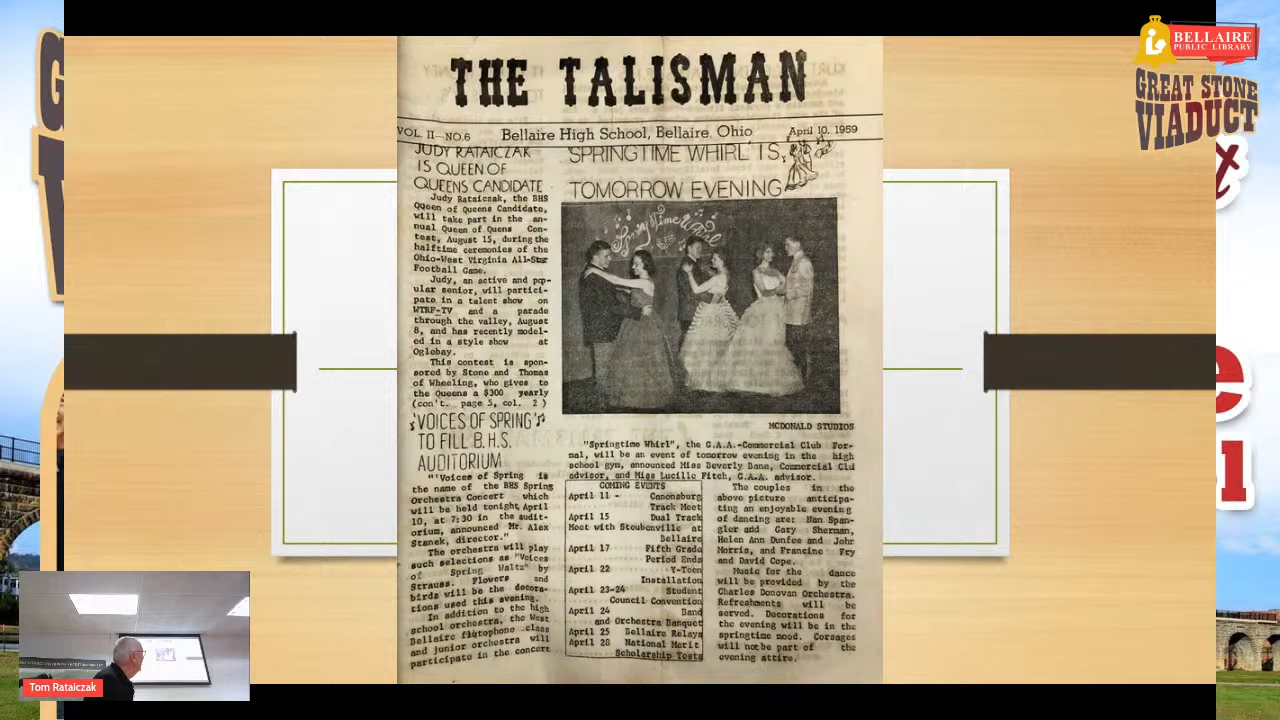 BELLAIRE
PUBLIC LIBRARY
GREAT STONE
VIADUCT
THE TALISMAN
VOL. II—NO.6 Bellaire High School, Bellaire, Ohio April 10, 1959
JUDY RATAICZAK
IS QUEEN OF
QUEENS CANDIDATE
Judy Rataiczak, the BHS
Queen of Queens Candidate,
will take part in the an-
nual Queen of Quens Con-
test, August 15, during the
halftime ceremonies of the
Ohio-West Virginia All-Star
Football Game.
Judy, an active and pop-
ular senior, will partici-
pate in a talent show on
WTRF-TV and a parade
through the valley, August
8, and has recently model-
ed in a style show at
Oglebay.
This contest is spon-
sored by Stone and Thomas
of Wheeling, who gives to
the Queens a $300 yearly
(con't. page 5, col. 2 )
'VOICES OF SPRING'
TO FILL B.H.S.
AUDITORIUM
"'Voices of Spring is
the name of the BHS Spring
Orchestra Concert which
will be held tonight, April
10, at 7:30 in the audit-
orium, announced Mr. Alex
Stanek, director."
The orchestra will play
such selections as "Voices
of Spring Waltz" by
Strauss. Flowers and
birds will be the decora-
tions used this evening.
In addition to the high
school orchestra, the West
Bellaire flutophone class
and junior orchestra will
participate in the concert
'SPRINGTIME WHIRL' IS
TOMORROW EVENING
SpringTime Whirl
MCDONALD STUDIOS
"Springtime Whirl", the G.A.A.-Commercial Club For-
mal, will be an event of tomorrow evening in the high
school gym, announced Miss Beverly Bane, Commercial Clu
advisor, and Miss Lucille Fitch, G.A.A. advisor.
COMING EVENTS
April 11 - Canonsburg
Track Meet
April 15 Dual Track
Meet with Steubenville at
Bellaire
April 17 Fifth Grade
Period Ends
April 22 Y-Teen
Installation
April 23-24 Student
Council Convention
April 24 Band
and Orchestra Banquet
April 25 Bellaire Relays
April 28 National Merit
Scholarship Tests
The couples in the
above picture anticipa-
ting an enjoyable evening
of dancing are: Nan Span-
gler and Gary Sherman,
Helen Ann Dunfee and John
Morris, and Francine Fry
and David Cope.
Music for the dance
will be provided by the
Charles Donovan Orchestra.
Refreshments will be
served. Decorations for
the evening will be in the
springtime mood. Corsages
will not be part of the
evening attire.
Tom Rataiczak